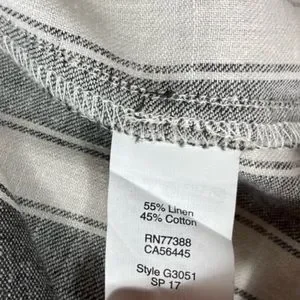 55% Linen
45% Cotton
RN77388
CA56445
Style G3051
SP 17